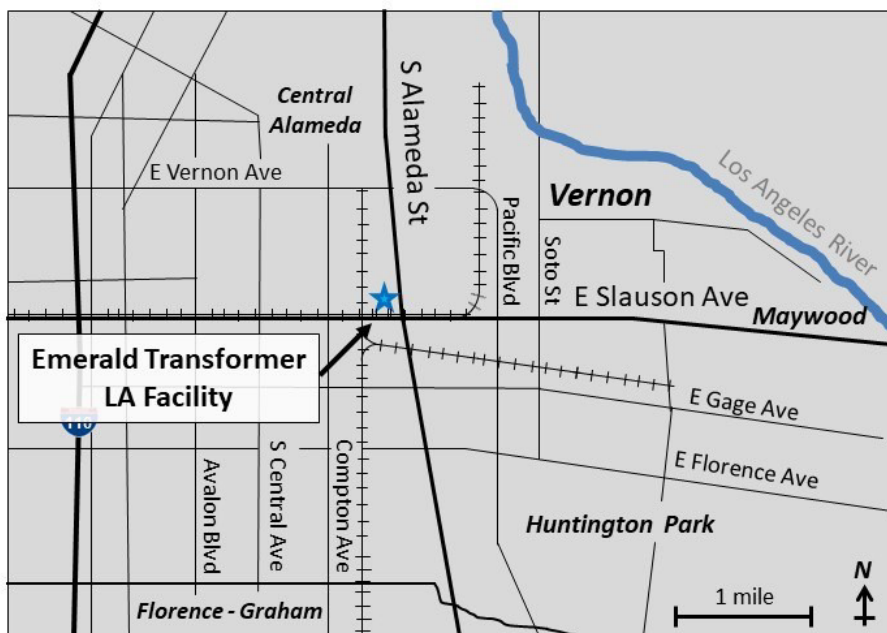 Central
Alameda
S Alameda St
E Vernon Ave
Vernon
Los Angeles River
Pacific Blvd
Soto St
E Slauson Ave
Maywood
Emerald Transformer
LA Facility
E Gage Ave
E Florence Ave
Avalon Blvd
S Central Ave
Compton Ave
Huntington Park
Florence - Graham
1 mile
N